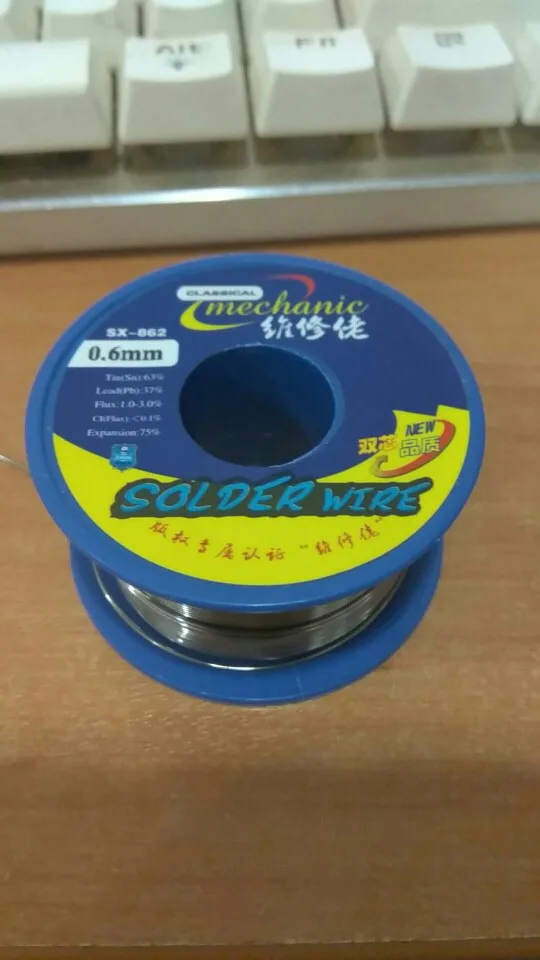 Alt
Fn
CLASSICAL
mechanic
维修佬
SX-862
0.6mm
Tin(Sn):63%
Lead(Pb):37%
Flux:1.0-3.0%
Cl(Flux):<0.1%
Expansion:75%
NEW
双芯 品质
SOLDER WIRE
版权专属认证“维修佬”